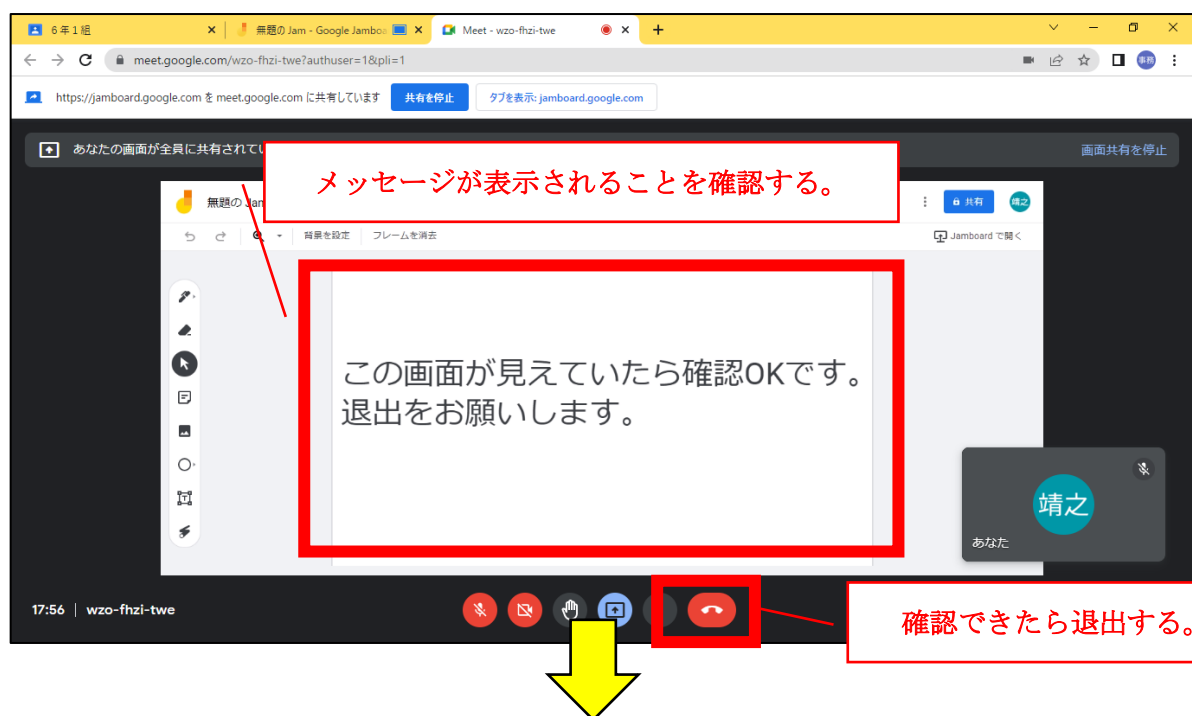 6年1組
無題の Jam - Google Jamboa
Meet - wzo-fhzi-twe
meet.google.com/wzo-fhzi-twe?authuser=1&pli=1
事務
https://jamboard.google.com を meet.google.com に共有しています
共有を停止
タブを表示: jamboard.google.com
あなたの画面が全員に共有されてい
画面共有を停止
メッセージが表示されることを確認する。
無題の Jam
共有
靖之
背景を設定
フレームを消去
Jamboard で開く
この画面が見えていたら確認OKです。
退出をお願いします。
靖之
あなた
17:56 | wzo-fhzi-twe
確認できたら退出する。